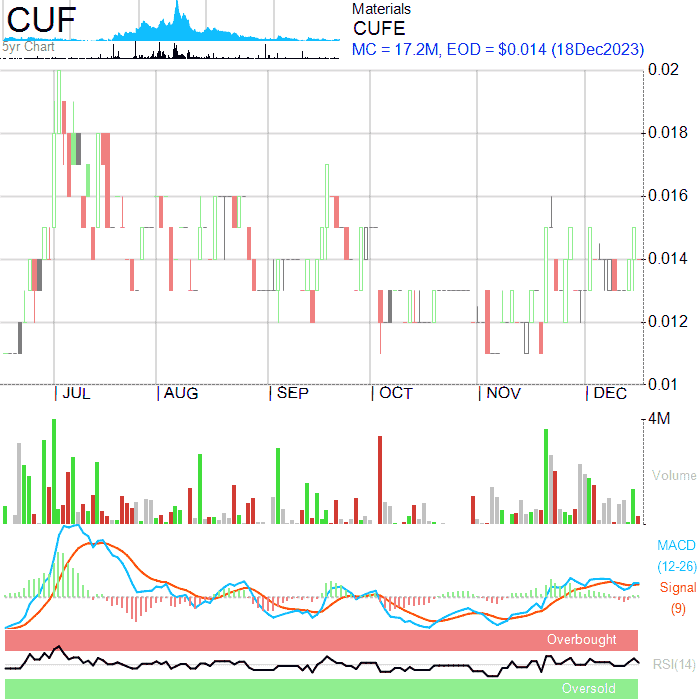 CUF
5yr Chart
Materials
CUFE
MC = 17.2M, EOD = $0.014 (18Dec2023)
0.02
0.018
0.016
0.014
0.012
0.01
JUL
AUG
SEP
OCT
NOV
DEC
4M
Volume
MACD
(12-26)
Signal
(9)
Overbought
RSI(14)
Oversold